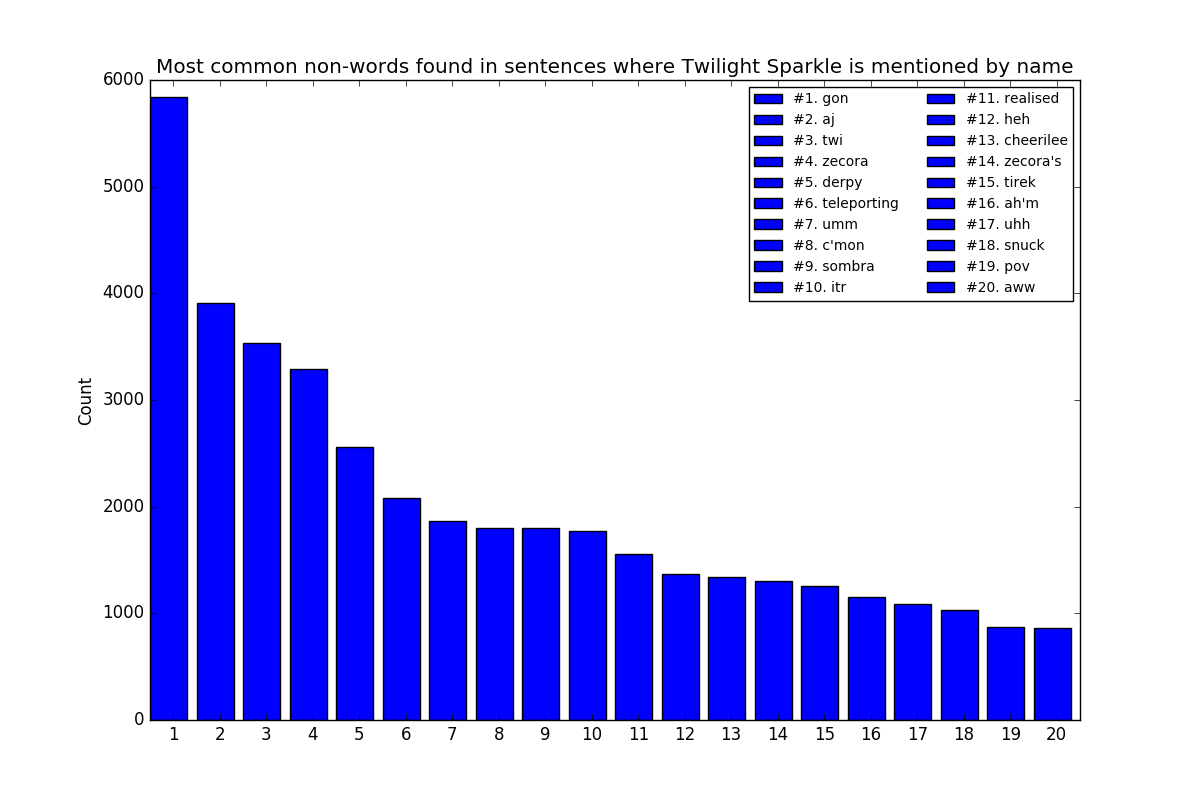 Most common non-words found in sentences where Twilight Sparkle is mentioned by name
6000
5000
4000
3000
2000
1000
0
Count
#1. gon
#2. aj
#3. twi
#4. zecora
#5. derpy
#6. teleporting
#7. umm
#8. c'mon
#9. sombra
#10. itr
#11. realised
#12. heh
#13. cheerilee
#14. zecora's
#15. tirek
#16. ah'm
#17. uhh
#18. snuck
#19. pov
#20. aww
1 2 3 4 5 6 7 8 9 10 11 12 13 14 15 16 17 18 19 20